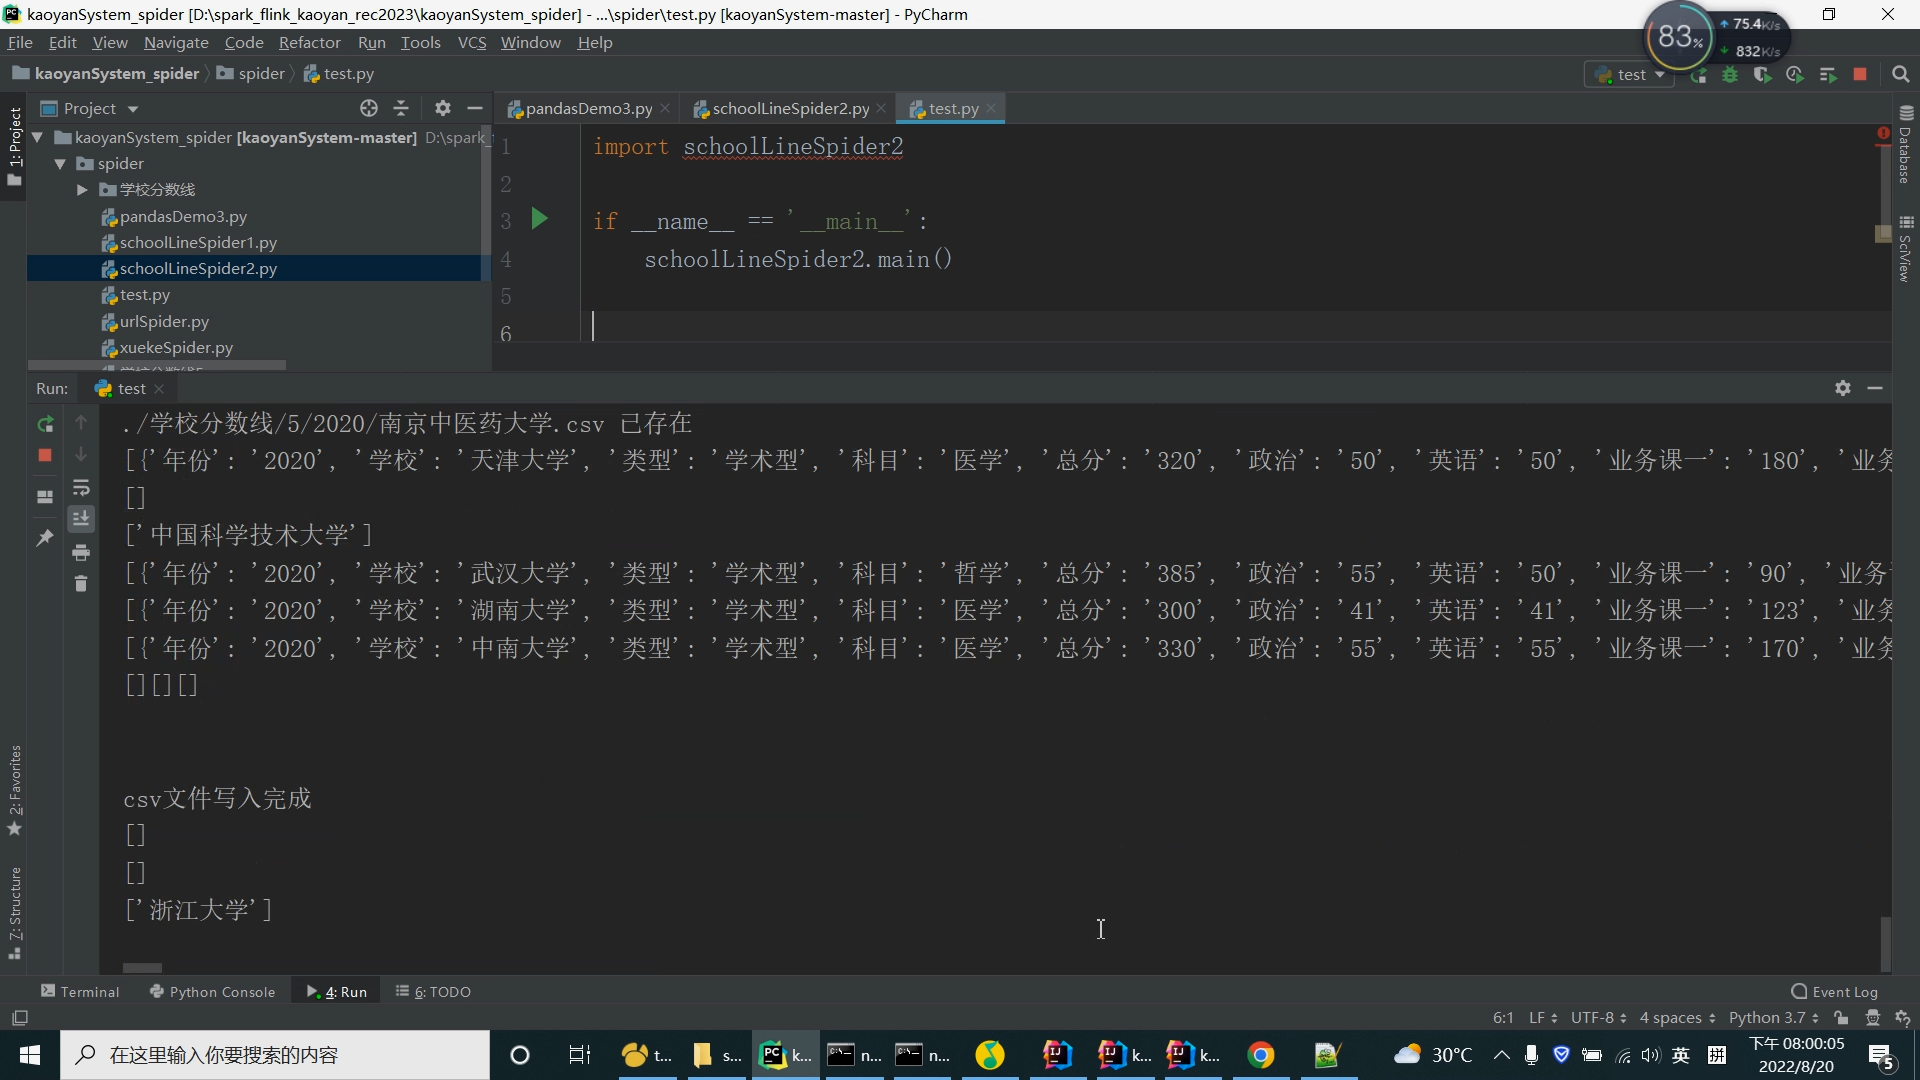 kaoyanSystem_spider [D:\spark_flink_kaoyan_rec2023\kaoyanSystem_spider] - ...\spider\test.py [kaoyanSystem-master] - PyCharm
83% 75.4K/s
832K/s
File Edit View Navigate Code Refactor Run Tools VCS Window Help
kaoyanSystem_spider spider test.py
test
Project
pandasDemo3.py schoolLineSpider2.py test.py
1: Project
kaoyanSystem_spider [kaoyanSystem-master] D:\spark_
spider
学校分数线
pandasDemo3.py
schoolLineSpider1.py
schoolLineSpider2.py
test.py
urlSpider.py
xuekeSpider.py
1 import schoolLineSpider2
2
3 if __name__ == '__main__':
4 schoolLineSpider2.main()
5
6
Database
SciView
Run: test
./学校分数线/5/2020/南京中医药大学.csv 已存在
[{'年份': '2020', '学校': '天津大学', '类型': '学术型', '科目': '医学', '总分': '320', '政治': '50', '英语': '50', '业务课一': '180', '业务
[]
['中国科学技术大学']
[{'年份': '2020', '学校': '武汉大学', '类型': '学术型', '科目': '哲学', '总分': '385', '政治': '55', '英语': '50', '业务课一': '90', '业务
[{'年份': '2020', '学校': '湖南大学', '类型': '学术型', '科目': '医学', '总分': '300', '政治': '41', '英语': '41', '业务课一': '123', '业务
[{'年份': '2020', '学校': '中南大学', '类型': '学术型', '科目': '医学', '总分': '330', '政治': '55', '英语': '55', '业务课一': '170', '业务
[][][]
csv文件写入完成
[]
[]
['浙江大学']
2: Favorites
7: Structure
Terminal Python Console 4: Run 6: TODO Event Log
6:1 LF UTF-8 4 spaces Python 3.7
在这里输入你要搜索的内容
t... s... k... n... n... k... k...
30°C 英 拼 下午 08:00:05
2022/8/20
5